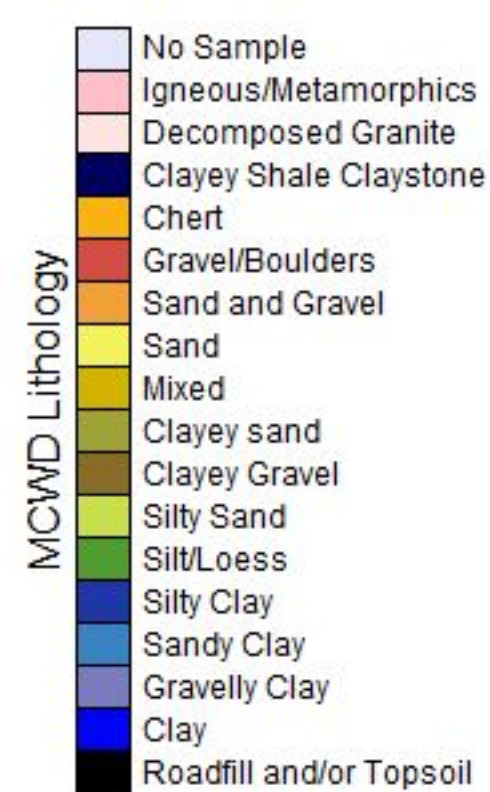 MCWD Lithology
No Sample
Igneous/Metamorphics
Decomposed Granite
Clayey Shale Claystone
Chert
Gravel/Boulders
Sand and Gravel
Sand
Mixed
Clayey sand
Clayey Gravel
Silty Sand
Silt/Loess
Silty Clay
Sandy Clay
Gravelly Clay
Clay
Roadfill and/or Topsoil